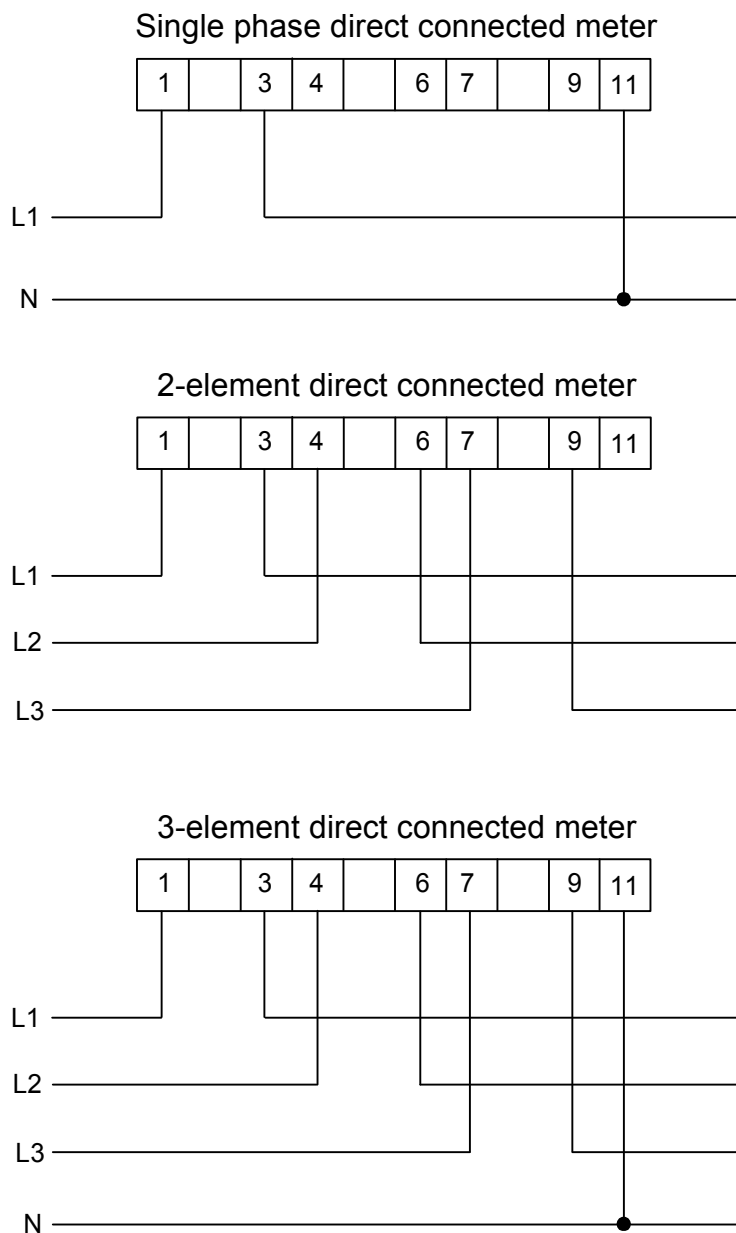 Single phase direct connected meter
1 3 4 6 7 9 11
L1
N
2-element direct connected meter
1 3 4 6 7 9 11
L1
L2
L3
3-element direct connected meter
1 3 4 6 7 9 11
L1
L2
L3
N